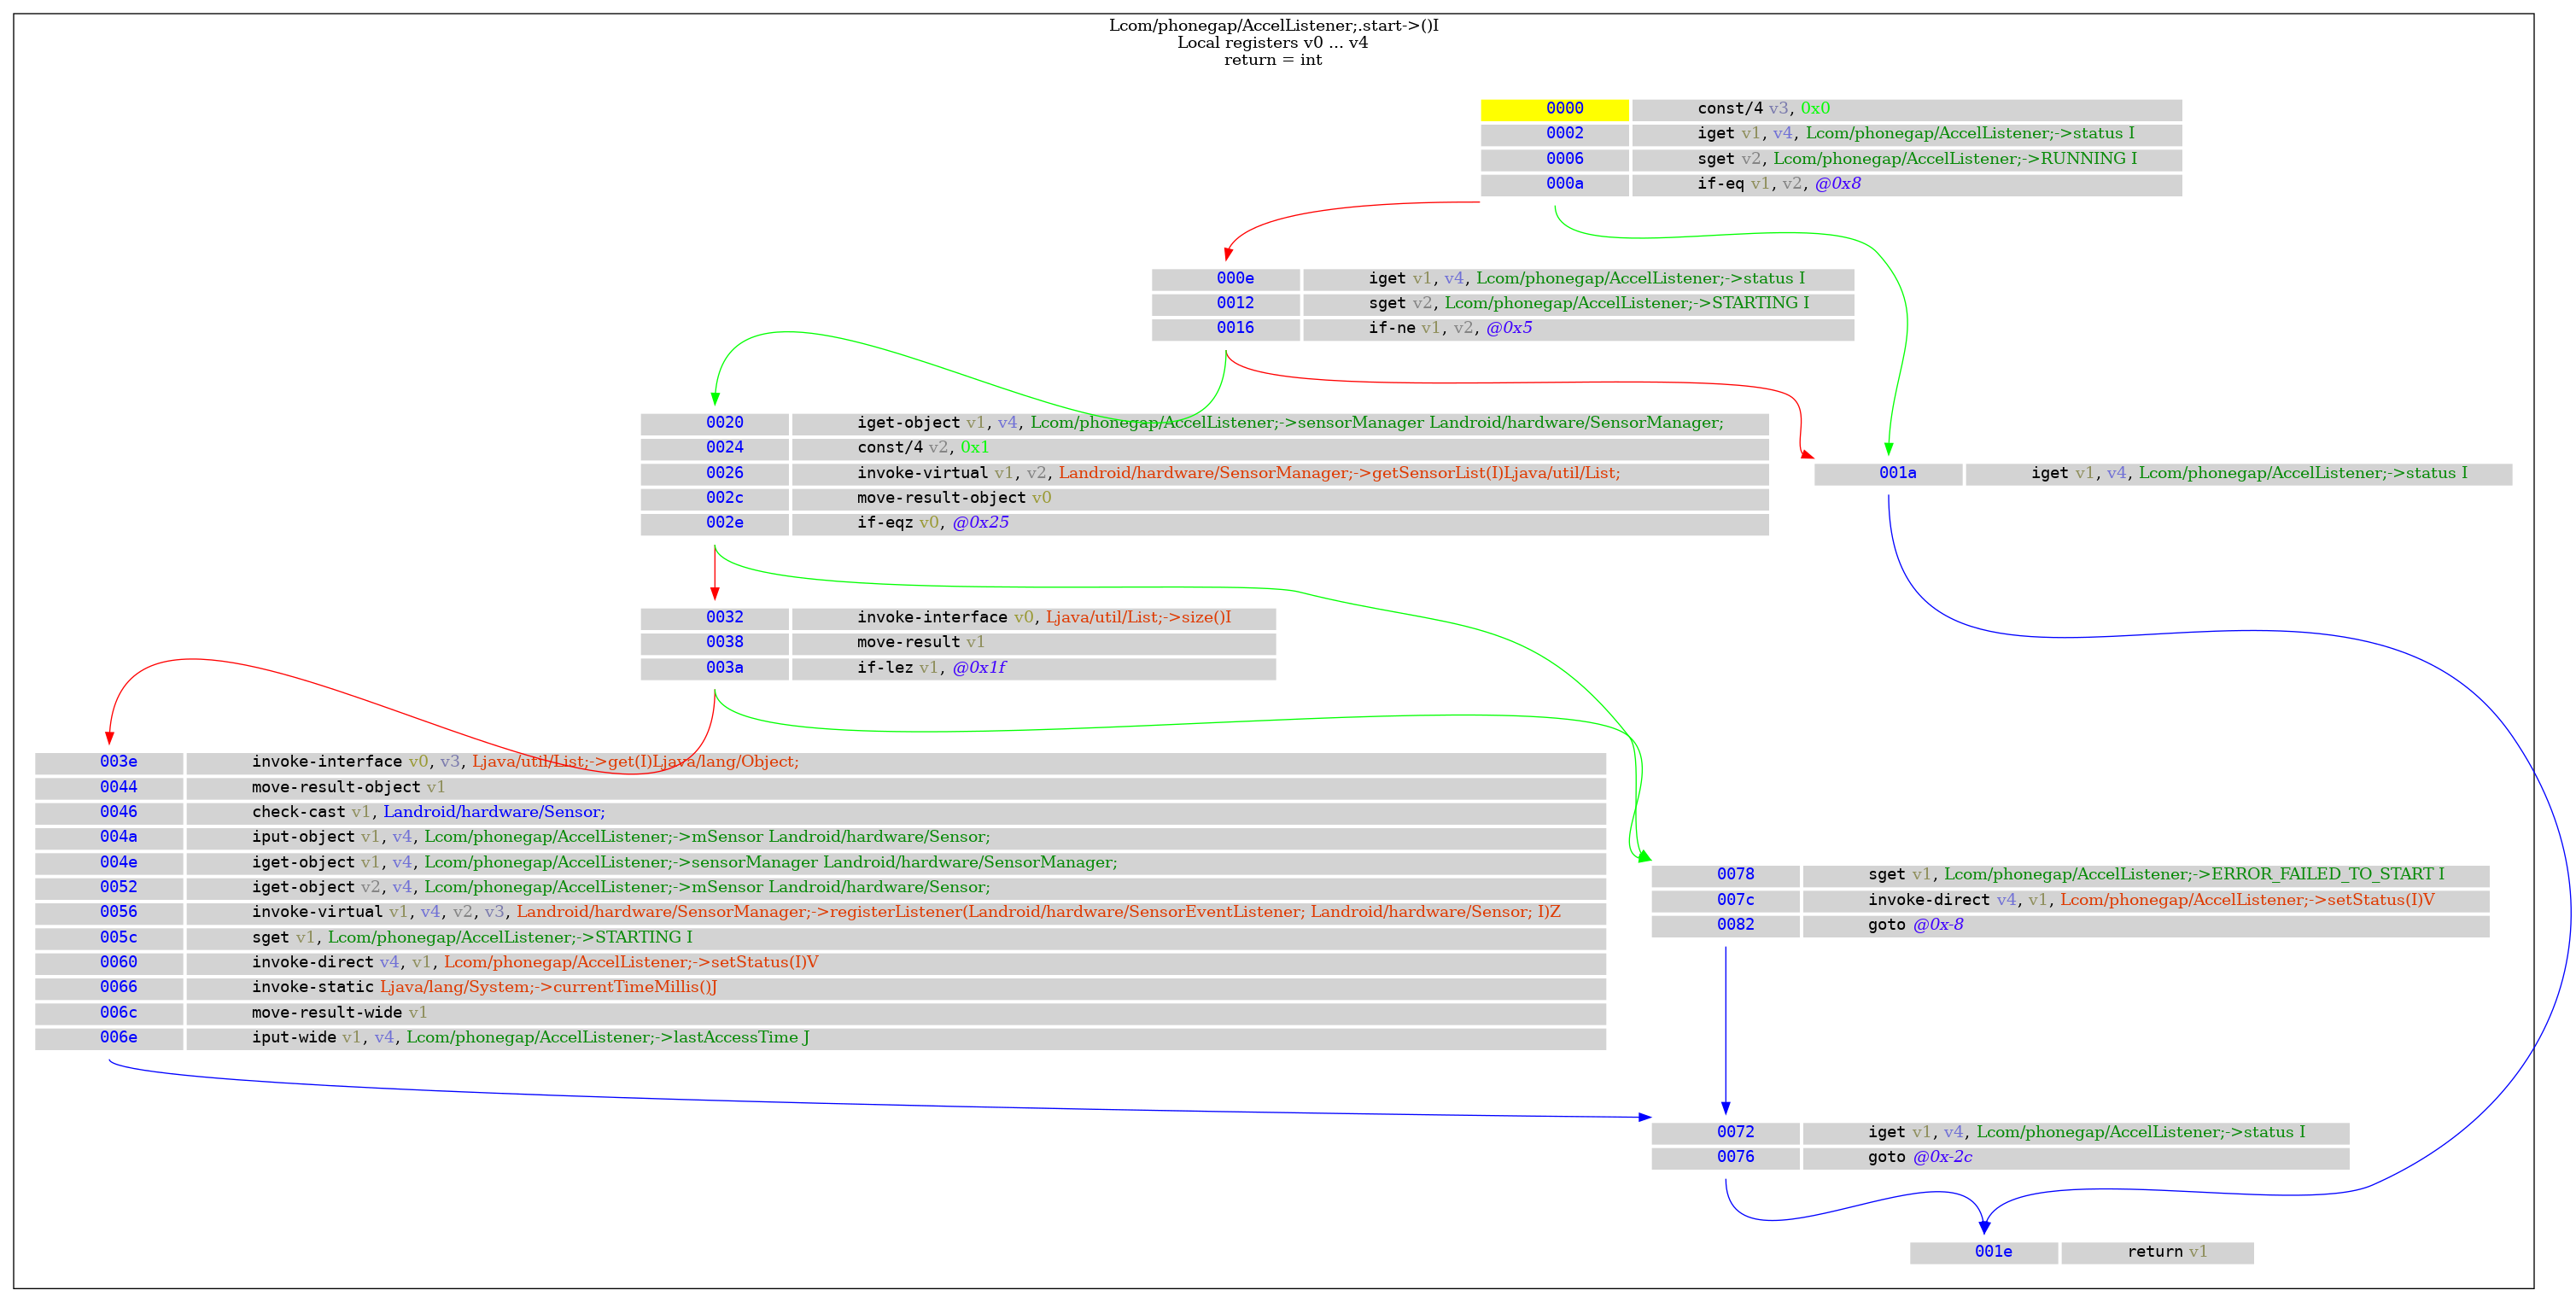 Lcom/phonegap/AccelListener;.start->()I
Local registers v0 ... v4
return = int
0000 const/4 v3, 0x0
0002 iget v1, v4, Lcom/phonegap/AccelListener;->status I
0006 sget v2, Lcom/phonegap/AccelListener;->RUNNING I
000a if-eq v1, v2, @0x8
000e iget v1, v4, Lcom/phonegap/AccelListener;->status I
0012 sget v2, Lcom/phonegap/AccelListener;->STARTING I
0016 if-ne v1, v2, @0x5
0020 iget-object v1, v4, Lcom/phonegap/AccelListener;->sensorManager Landroid/hardware/SensorManager;
0024 const/4 v2, 0x1
0026 invoke-virtual v1, v2, Landroid/hardware/SensorManager;->getSensorList(I)Ljava/util/List;
002c move-result-object v0
002e if-eqz v0, @0x25
001a iget v1, v4, Lcom/phonegap/AccelListener;->status I
0032 invoke-interface v0, Ljava/util/List;->size()I
0038 move-result v1
003a if-lez v1, @0x1f
003e invoke-interface v0, v3, Ljava/util/List;->get(I)Ljava/lang/Object;
0044 move-result-object v1
0046 check-cast v1, Landroid/hardware/Sensor;
004a iput-object v1, v4, Lcom/phonegap/AccelListener;->mSensor Landroid/hardware/Sensor;
004e iget-object v1, v4, Lcom/phonegap/AccelListener;->sensorManager Landroid/hardware/SensorManager;
0052 iget-object v2, v4, Lcom/phonegap/AccelListener;->mSensor Landroid/hardware/Sensor;
0056 invoke-virtual v1, v4, v2, v3, Landroid/hardware/SensorManager;->registerListener(Landroid/hardware/SensorEventListener; Landroid/hardware/Sensor; I)Z
005c sget v1, Lcom/phonegap/AccelListener;->STARTING I
0060 invoke-direct v4, v1, Lcom/phonegap/AccelListener;->setStatus(I)V
0066 invoke-static Ljava/lang/System;->currentTimeMillis()J
006c move-result-wide v1
006e iput-wide v1, v4, Lcom/phonegap/AccelListener;->lastAccessTime J
0078 sget v1, Lcom/phonegap/AccelListener;->ERROR_FAILED_TO_START I
007c invoke-direct v4, v1, Lcom/phonegap/AccelListener;->setStatus(I)V
0082 goto @0x-8
0072 iget v1, v4, Lcom/phonegap/AccelListener;->status I
0076 goto @0x-2c
001e return v1